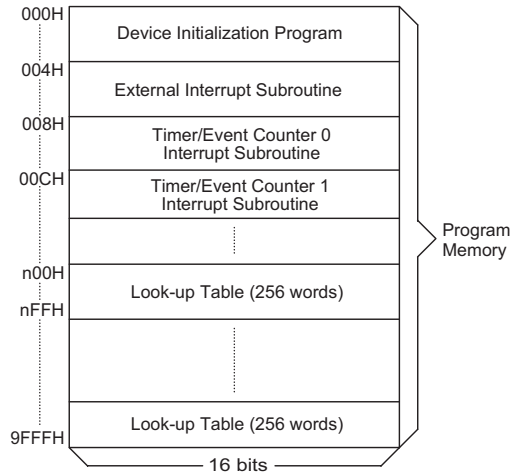 000H
Device Initialization Program
004H
External Interrupt Subroutine
008H
Timer/Event Counter 0
Interrupt Subroutine
00CH
Timer/Event Counter 1
Interrupt Subroutine
Program
Memory
n00H
Look-up Table (256 words)
nFFH
Look-up Table (256 words)
9FFFH
16 bits